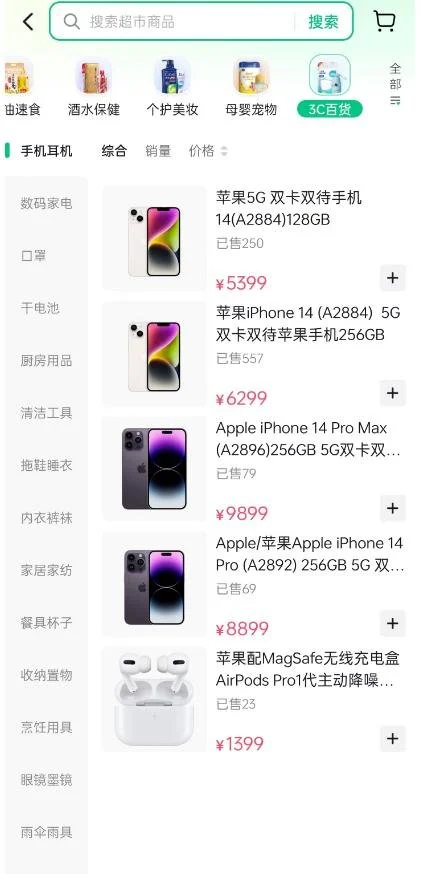 搜索超市商品
搜索
油速食
酒水保健
个护美妆
母婴宠物
3C百货
全部
手机耳机
综合
销量
价格
数码家电
口罩
干电池
厨房用品
清洁工具
拖鞋睡衣
内衣裤袜
家居家纺
餐具杯子
收纳置物
烹饪用具
眼镜墨镜
雨伞雨具
苹果5G 双卡双待手机
14(A2884)128GB
已售250
¥5399
苹果iPhone 14 (A2884) 5G
双卡双待苹果手机256GB
已售557
¥6299
Apple iPhone 14 Pro Max
(A2896)256GB 5G双卡双...
已售79
¥9899
Apple/苹果Apple iPhone 14
Pro (A2892) 256GB 5G 双...
已售69
¥8899
苹果配MagSafe无线充电盒
AirPods Pro1代主动降噪...
已售23
¥1399